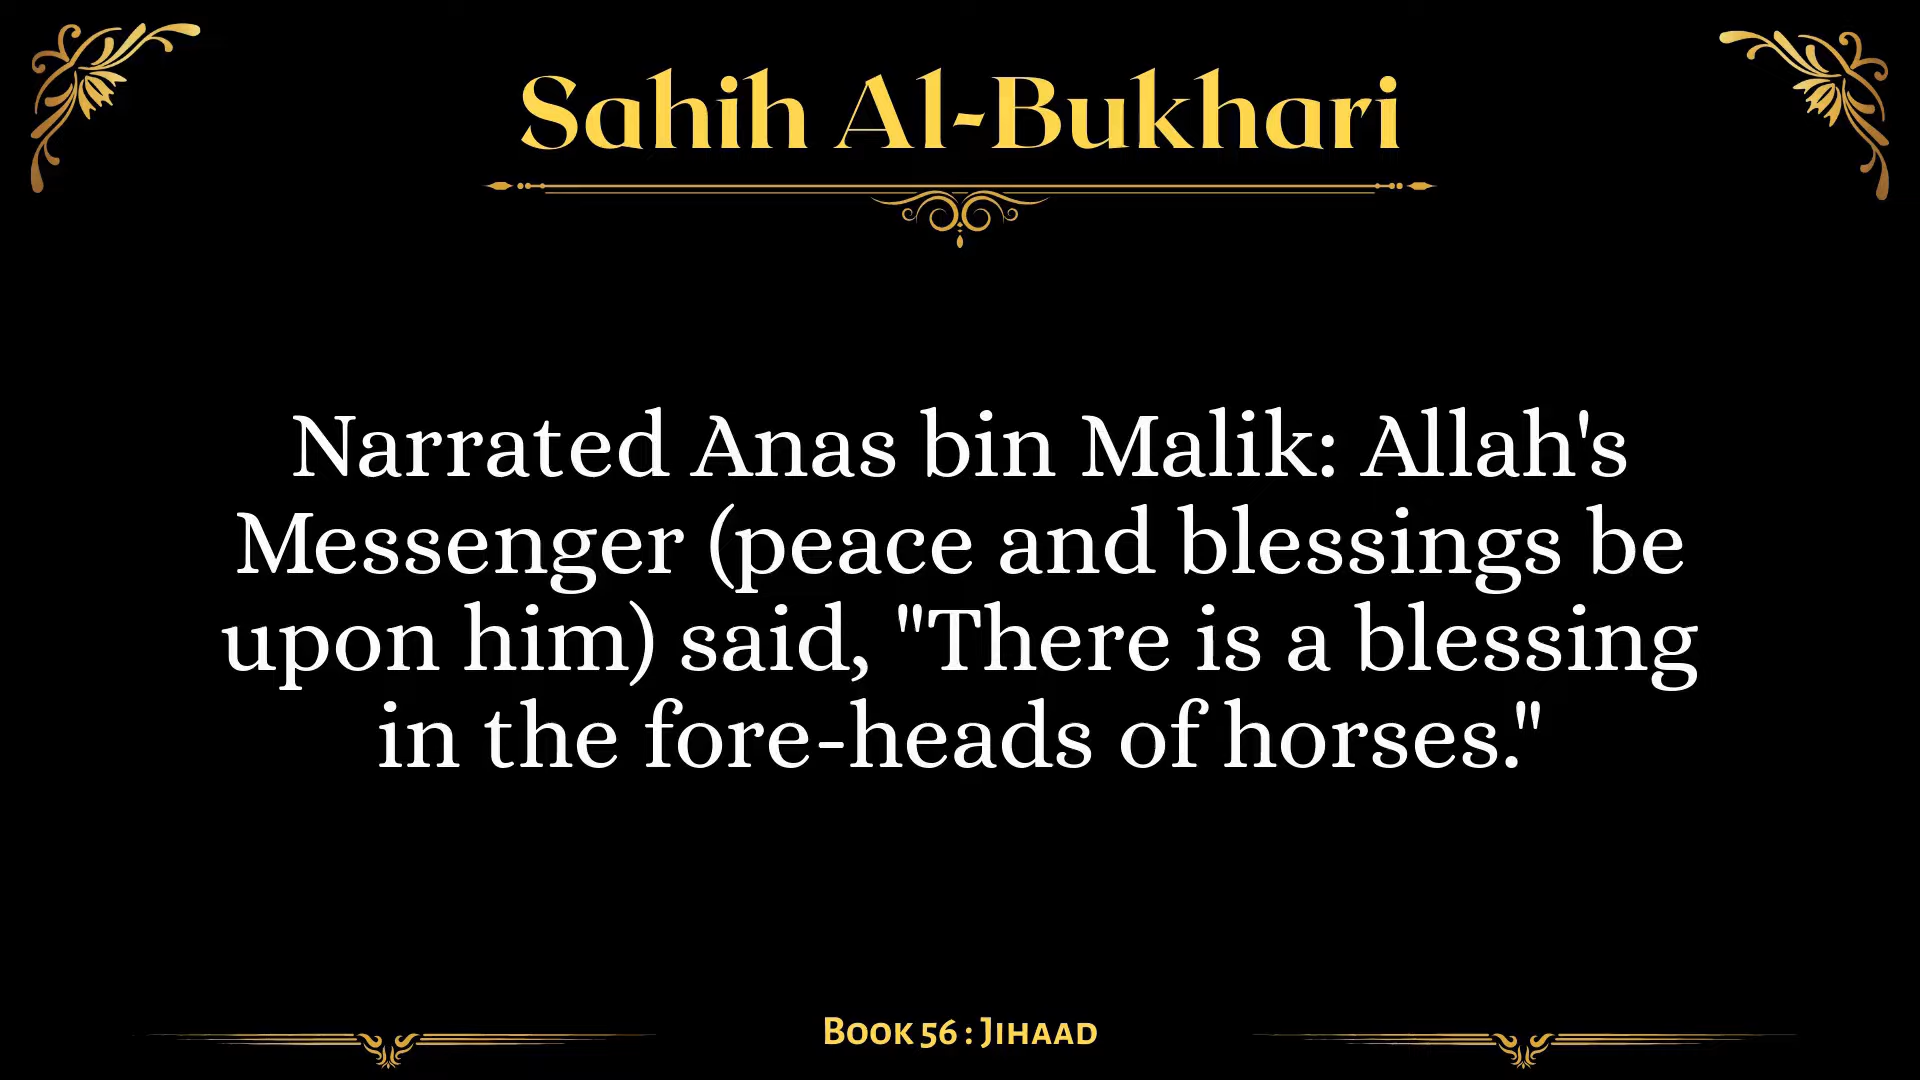 Sahih Al-Bukhari
Narrated Anas bin Malik: Allah's
Messenger (peace and blessings be
upon him) said, "There is a blessing
in the fore-heads of horses."
Book 56 : Jihaad